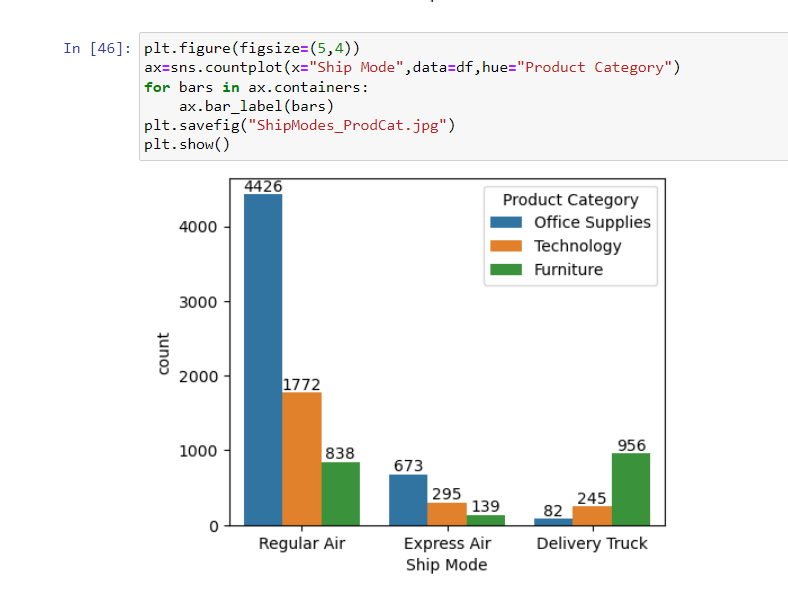 In [46]: plt.figure(figsize=(5,4))
ax=sns.countplot(x="Ship Mode",data=df,hue="Product Category")
for bars in ax.containers:
    ax.bar_label(bars)
plt.savefig("ShipModes_ProdCat.jpg")
plt.show()
4426
Product Category
Office Supplies
Technology
Furniture
4000
3000
2000
1000
0
count
1772
838
673
295
139
82
245
956
Regular Air Express Air Delivery Truck
Ship Mode